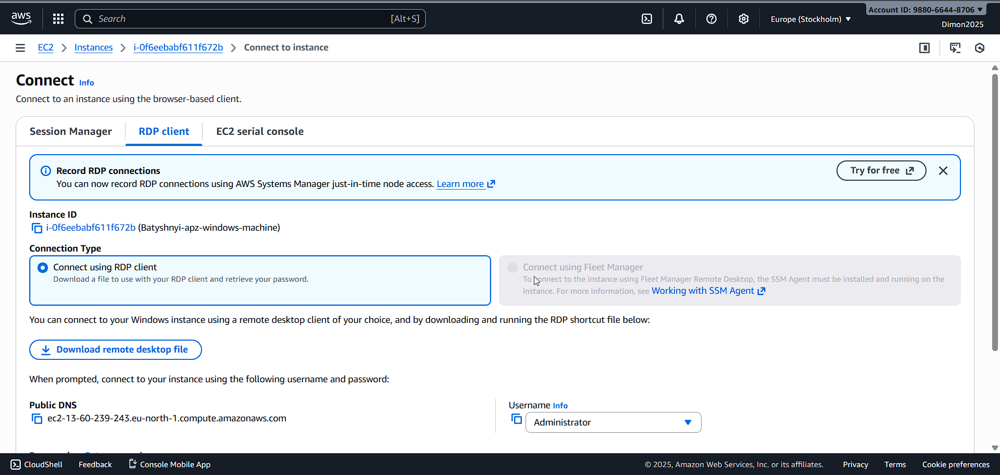 aws
Search [Alt+S]
Europe (Stockholm)
Account ID: 9880-6644-8706
Dimon2025
EC2 Instances i-0f6eebabf611f672b Connect to instance
Connect Info
Connect to an instance using the browser-based client.
Session Manager RDP client EC2 serial console
Record RDP connections
You can now record RDP connections using AWS Systems Manager just-in-time node access. Learn more
Try for free
Instance ID
i-0f6eebabf611f672b (Batyshnyi-apz-windows-machine)
Connection Type
Connect using RDP client
Download a file to use with your RDP client and retrieve your password.
Connect using Fleet Manager
To connect to the instance using Fleet Manager Remote Desktop, the SSM Agent must be installed and running on the
instance. For more information, see Working with SSM Agent
You can connect to your Windows instance using a remote desktop client of your choice, and by downloading and running the RDP shortcut file below:
Download remote desktop file
When prompted, connect to your instance using the following username and password:
Public DNS
ec2-13-60-239-243.eu-north-1.compute.amazonaws.com
Username Info
Administrator
CloudShell Feedback Console Mobile App
© 2025, Amazon Web Services, Inc. or its affiliates. Privacy Terms Cookie preferences